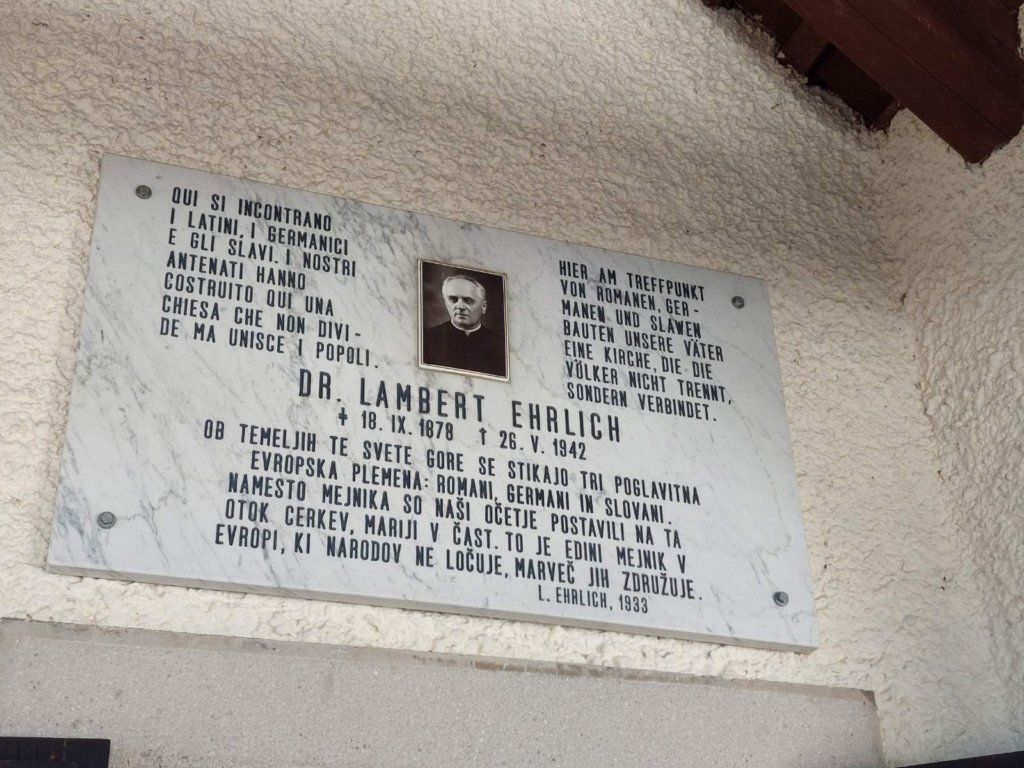 QUI SI INCONTRANO
I LATINI, I GERMANICI
E GLI SLAVI. I NOSTRI
ANTENATI HANNO
COSTRUITO QUI UNA
CHIESA CHE NON DIVI-
DE MA UNISCE I POPOLI.
HIER AM TREFFPUNKT
VON ROMANEN, GER-
MANEN UND SLAWEN
BAUTEN UNSERE VÄTER
EINE KIRCHE, DIE DIE
VÖLKER NICHT TRENNT,
SONDERN VERBINDET.
DR. LAMBERT EHRLICH
+ 18. IX. 1878 † 26. V. 1942
OB TEMELJIH TE SVETE GORE SE STIKAJO TRI POGLAVITNA
EVROPSKA PLEMENA: ROMANI, GERMANI IN SLOVANI.
NAMESTO MEJNIKA SO NAŠI OČETJE POSTAVILI NA TA
OTOK CERKEV, MARIJI V ČAST. TO JE EDINI MEJNIK V
EVROPI, KI NARODOV NE LOČUJE, MARVEČ JIH ZDRUŽUJE.
L. EHRLICH, 1933